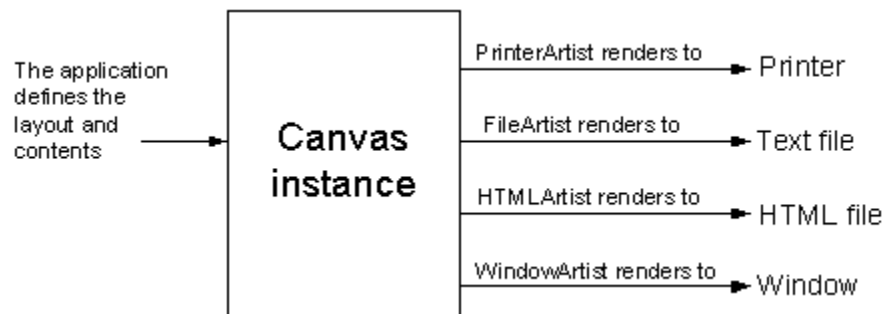 The application
defines the
layout and
contents
Canvas
instance
PrinterArtist renders to
Printer
FileArtist renders to
Text file
HTMLArtist renders to
HTML file
WindowArtist renders to
Window